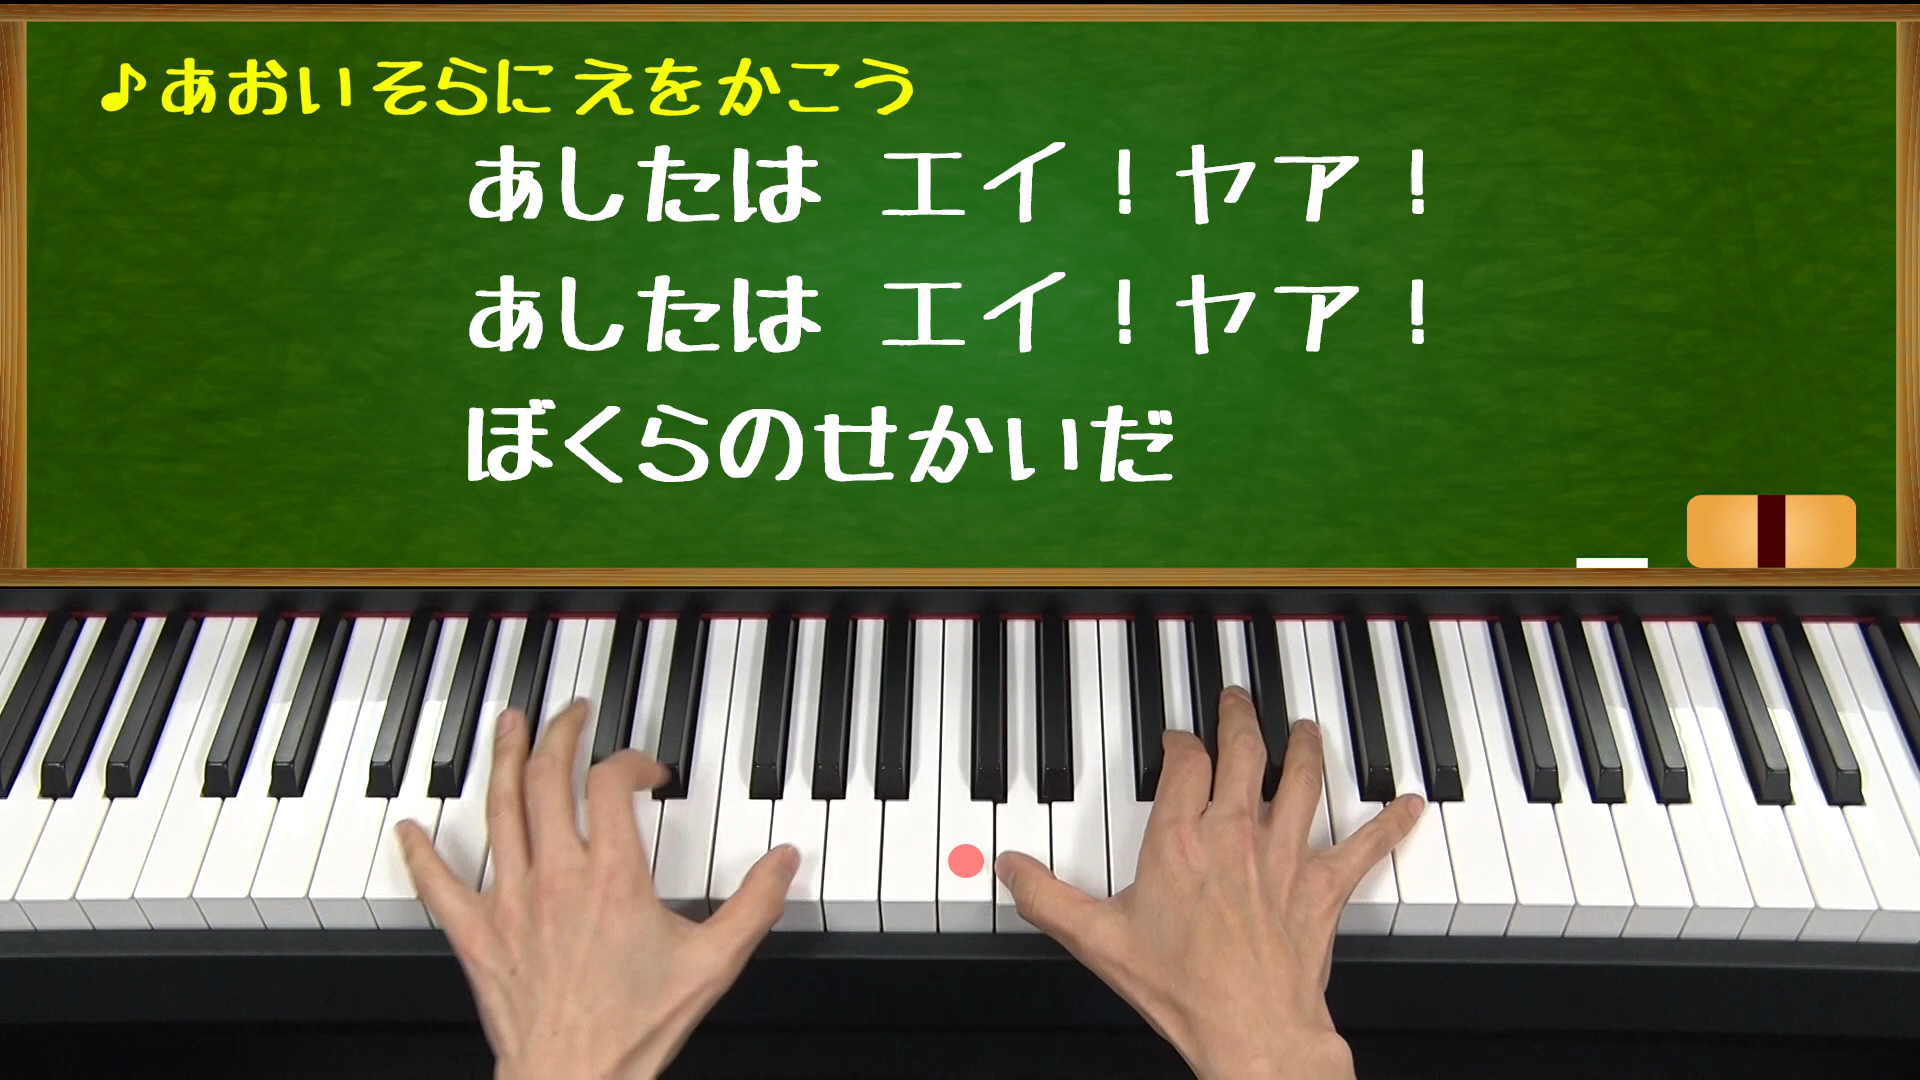 ♪あおいそらに えを かこう
あしたは エイ！ヤア！
あしたは エイ！ヤア！
ぼくらのせかいだ